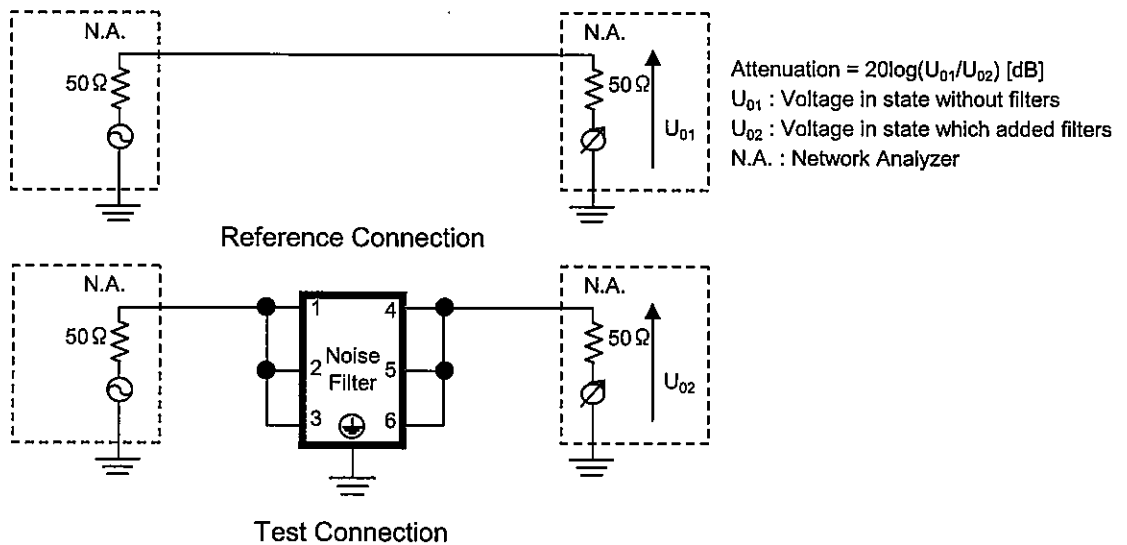 N.A.
50Ω
N.A.
50Ω
U01
Attenuation = 20log(U01/U02) [dB]
U01 : Voltage in state without filters
U02 : Voltage in state which added filters
N.A. : Network Analyzer
Reference Connection
N.A.
50Ω
1
2
3
Noise
Filter
4
5
6
N.A.
50Ω
U02
Test Connection